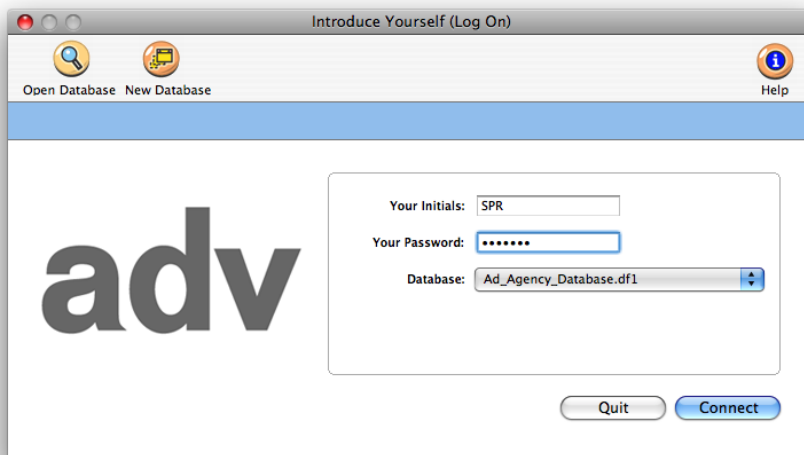 Introduce Yourself (Log On)
Open Database New Database Help
adv
Your Initials: SPR
Your Password: •••••••
Database: Ad_Agency_Database.df1
Quit Connect